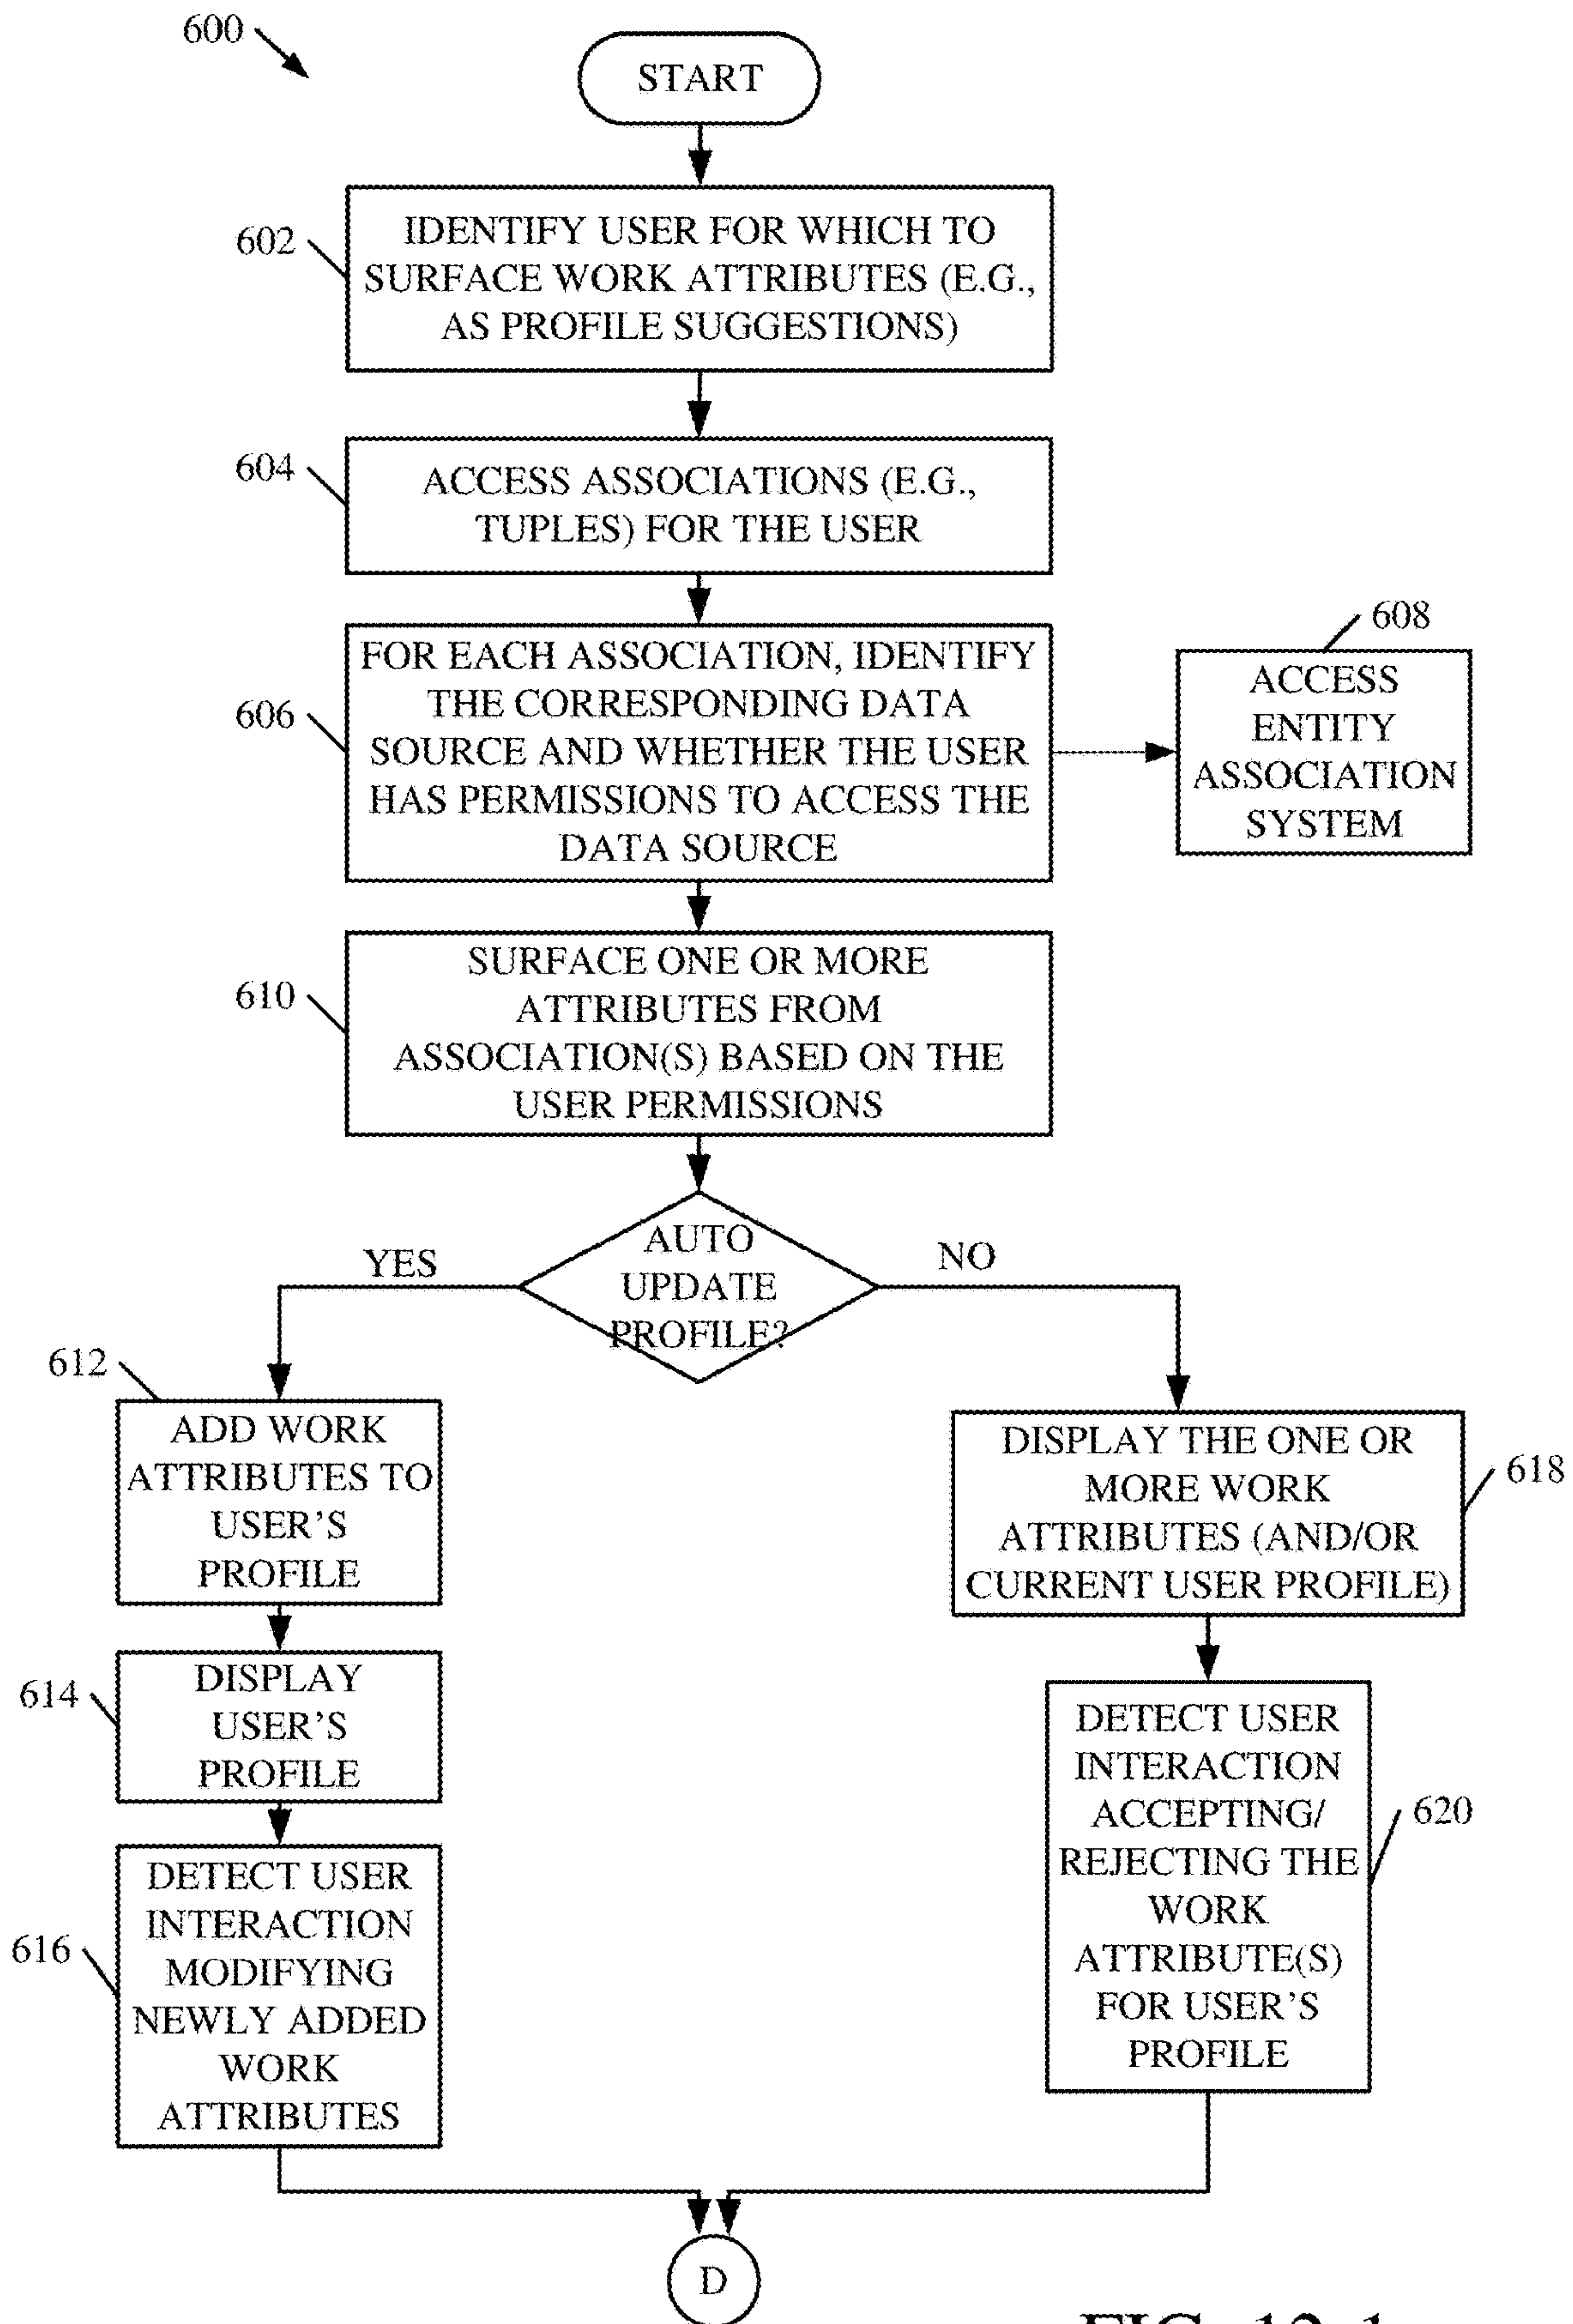 600
START
602
IDENTIFY USER FOR WHICH TO
SURFACE WORK ATTRIBUTES (E.G.,
AS PROFILE SUGGESTIONS)
604
ACCESS ASSOCIATIONS (E.G.,
TUPLES) FOR THE USER
606
FOR EACH ASSOCIATION, IDENTIFY
THE CORRESPONDING DATA
SOURCE AND WHETHER THE USER
HAS PERMISSIONS TO ACCESS THE
DATA SOURCE
608
ACCESS
ENTITY
ASSOCIATION
SYSTEM
610
SURFACE ONE OR MORE
ATTRIBUTES FROM
ASSOCIATION(S) BASED ON THE
USER PERMISSIONS
AUTO
UPDATE
PROFILE?
YES
NO
612
ADD WORK
ATTRIBUTES TO
USER'S
PROFILE
614
DISPLAY
USER'S
PROFILE
616
DETECT USER
INTERACTION
MODIFYING
NEWLY ADDED
WORK
ATTRIBUTES
618
DISPLAY THE ONE OR
MORE WORK
ATTRIBUTES (AND/OR
CURRENT USER PROFILE)
620
DETECT USER
INTERACTION
ACCEPTING/
REJECTING THE
WORK
ATTRIBUTE(S)
FOR USER'S
PROFILE
D
FIG. 12-1